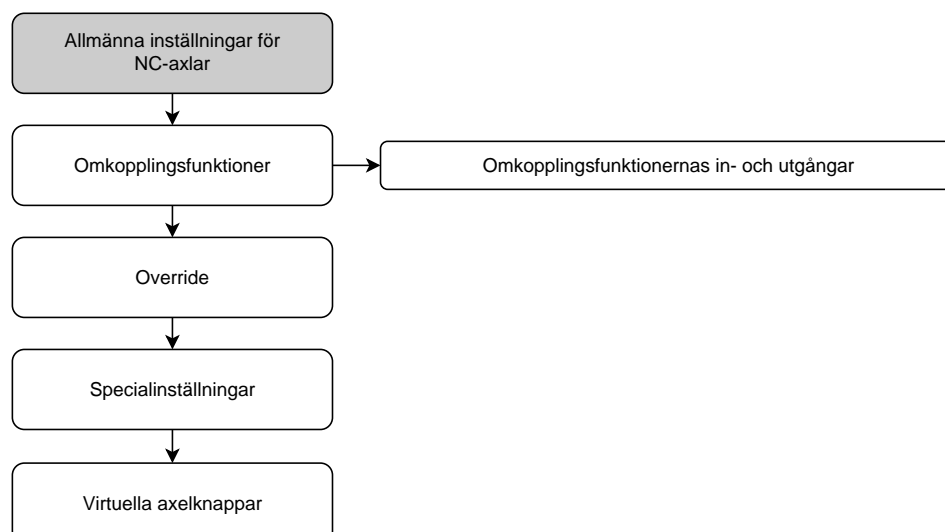 Allmänna inställningar för
NC-axlar
Omkopplingsfunktioner
Omkopplingsfunktionernas in- och utgångar
Override
Specialinställningar
Virtuella axelknappar